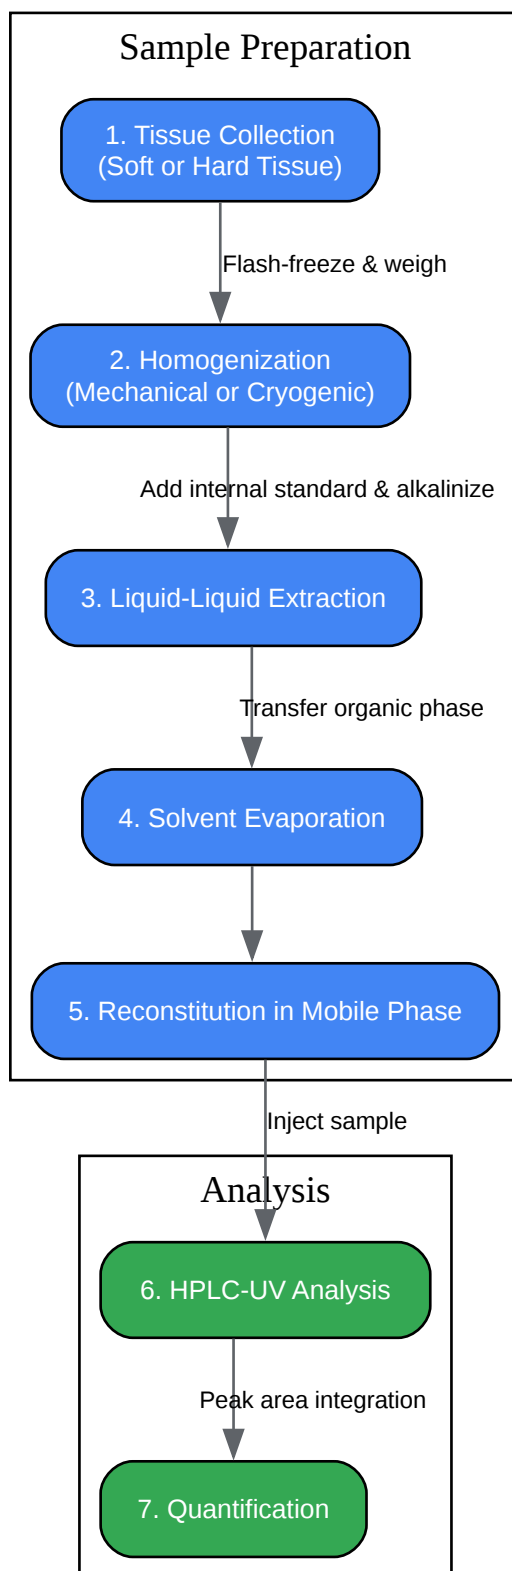 Sample Preparation
1. Tissue Collection
(Soft or Hard Tissue)
Flash-freeze & weigh
2. Homogenization
(Mechanical or Cryogenic)
Add internal standard & alkalinize
3. Liquid-Liquid Extraction
Transfer organic phase
4. Solvent Evaporation
5. Reconstitution in Mobile Phase
Inject sample
Analysis
6. HPLC-UV Analysis
Peak area integration
7. Quantification